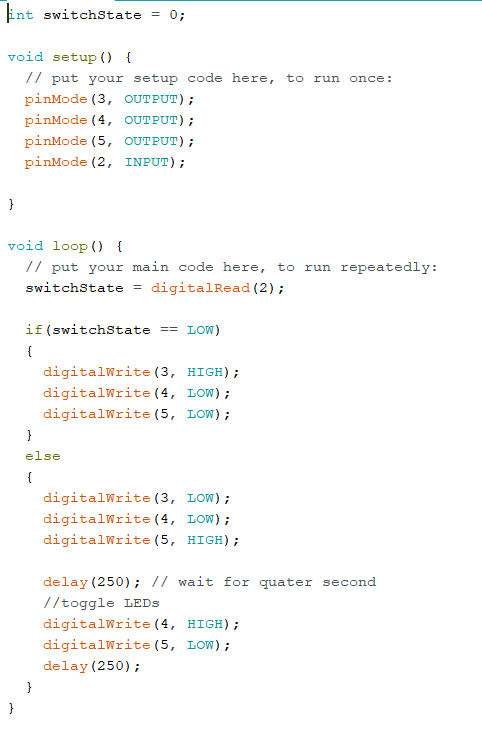 int switchState = 0;

void setup() {
  // put your setup code here, to run once:
  pinMode(3, OUTPUT);
  pinMode(4, OUTPUT);
  pinMode(5, OUTPUT);
  pinMode(2, INPUT);

}

void loop() {
  // put your main code here, to run repeatedly:
  switchState = digitalRead(2);

  if(switchState == LOW)
  {
    digitalWrite(3, HIGH);
    digitalWrite(4, LOW);
    digitalWrite(5, LOW);
  }
  else
  {
    digitalWrite(3, LOW);
    digitalWrite(4, LOW);
    digitalWrite(5, HIGH);

    delay(250); // wait for quater second
    //toggle LEDs
    digitalWrite(4, HIGH);
    digitalWrite(5, LOW);
    delay(250);
  }
}